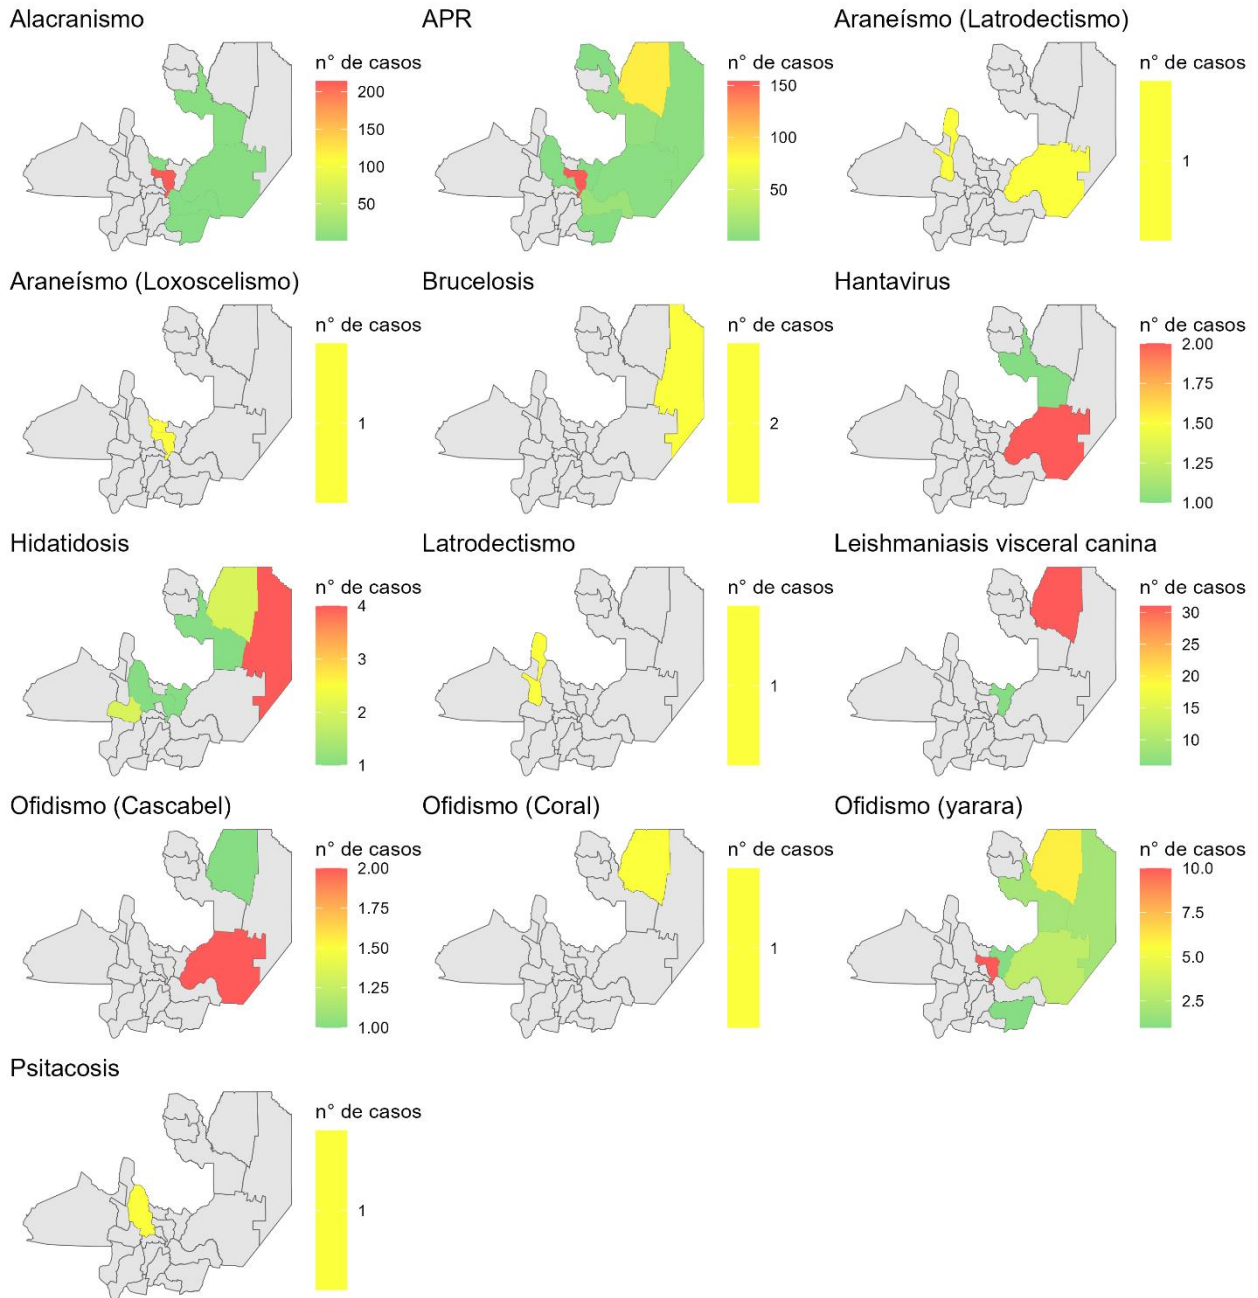 Alacranismo
n° de casos
200
150
100
50
APR
n° de casos
150
100
50
Araneísmo (Latrodectismo)
n° de casos
1
Araneísmo (Loxoscelismo)
n° de casos
1
Brucelosis
n° de casos
2
Hantavirus
n° de casos
2.00
1.75
1.50
1.25
1.00
Hidatidosis
n° de casos
4
3
2
1
Latrodectismo
n° de casos
1
Leishmaniasis visceral canina
n° de casos
30
25
20
15
10
Ofidismo (Cascabel)
n° de casos
2.00
1.75
1.50
1.25
1.00
Ofidismo (Coral)
n° de casos
1
Ofidismo (yarara)
n° de casos
10.0
7.5
5.0
2.5
Psitacosis
n° de casos
1